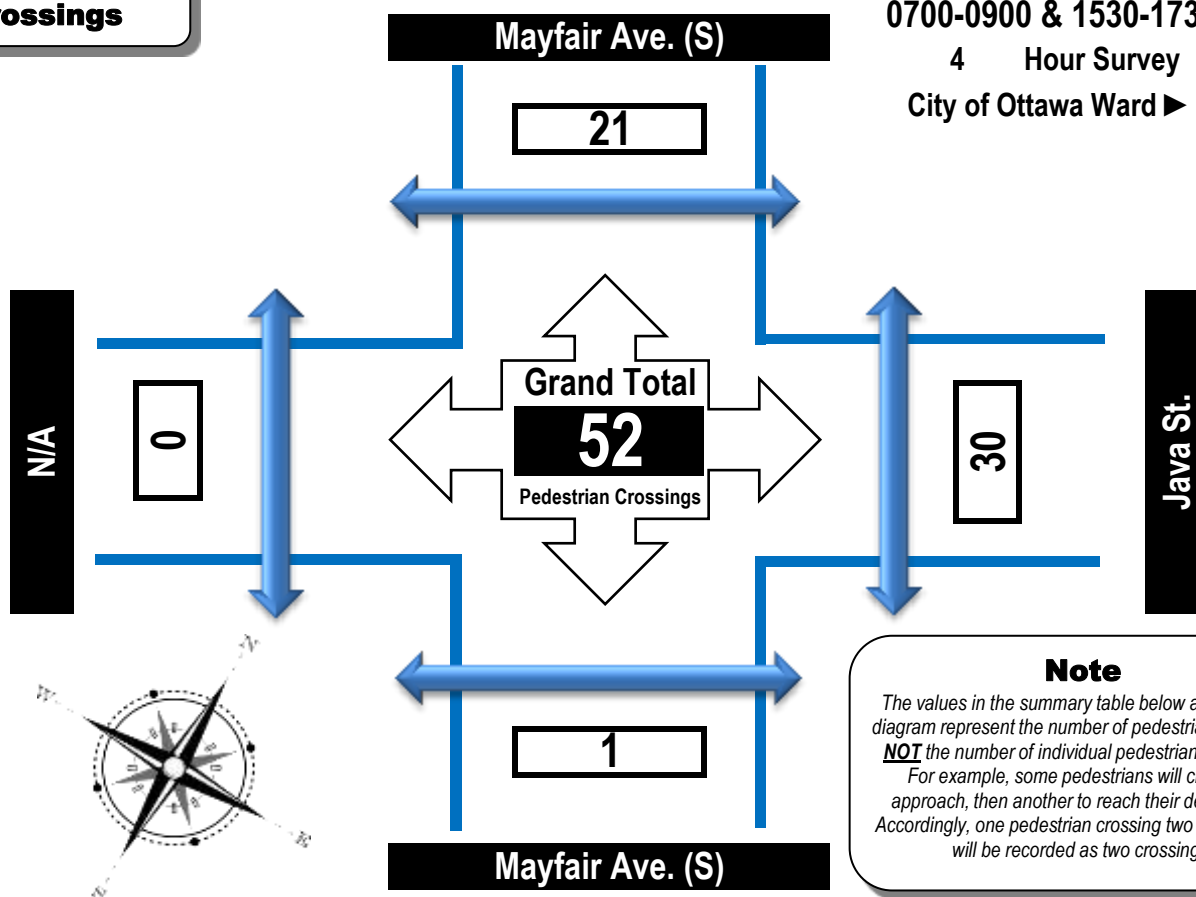 rossings
0700-0900 & 1530-173
4 Hour Survey
City of Ottawa Ward ►
Mayfair Ave. (S)
21
N/A
0
Grand Total
52
Pedestrian Crossings
30
Java St.
N
W
E
1
Mayfair Ave. (S)
Note
The values in the summary table below a
diagram represent the number of pedestria
NOT the number of individual pedestrian
For example, some pedestrians will c
approach, then another to reach their de
Accordingly, one pedestrian crossing two
will be recorded as two crossing